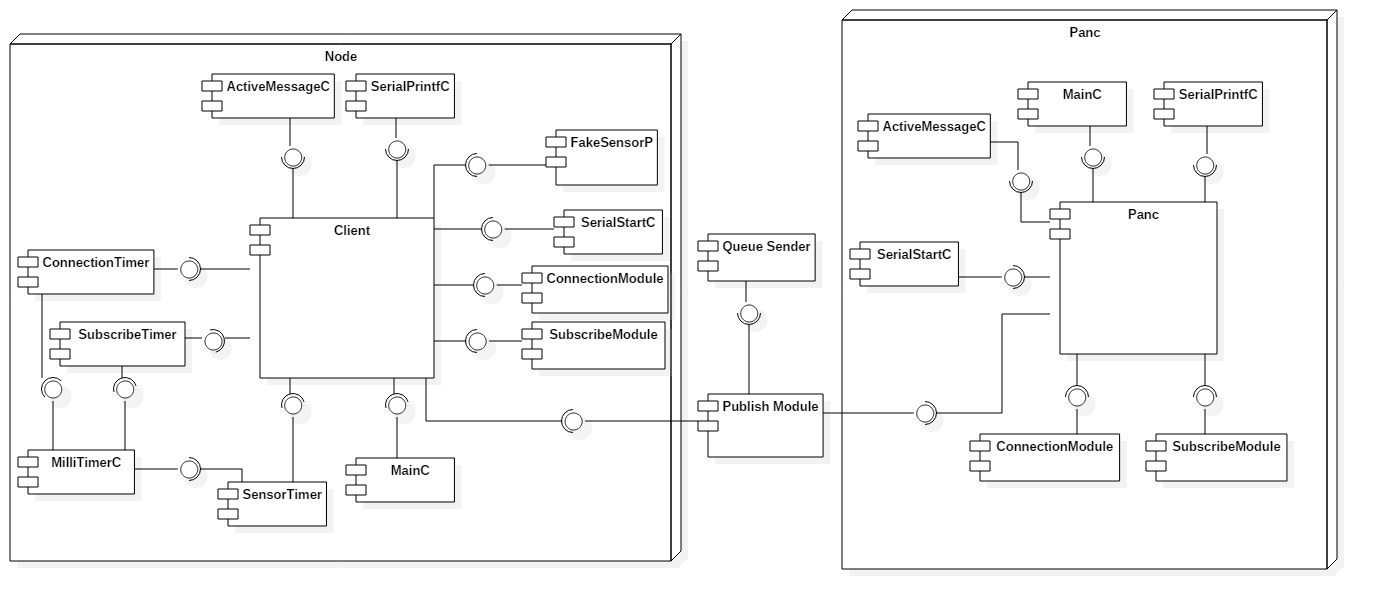 Node
ActiveMessageC
SerialPrintfC
FakeSensorP
SerialStartC
Client
ConnectionTimer
ConnectionModule
SubscribeTimer
SubscribeModule
MilliTimerC
MainC
SensorTimer
Queue Sender
Publish Module
Panc
MainC
SerialPrintfC
ActiveMessageC
Panc
SerialStartC
ConnectionModule
SubscribeModule